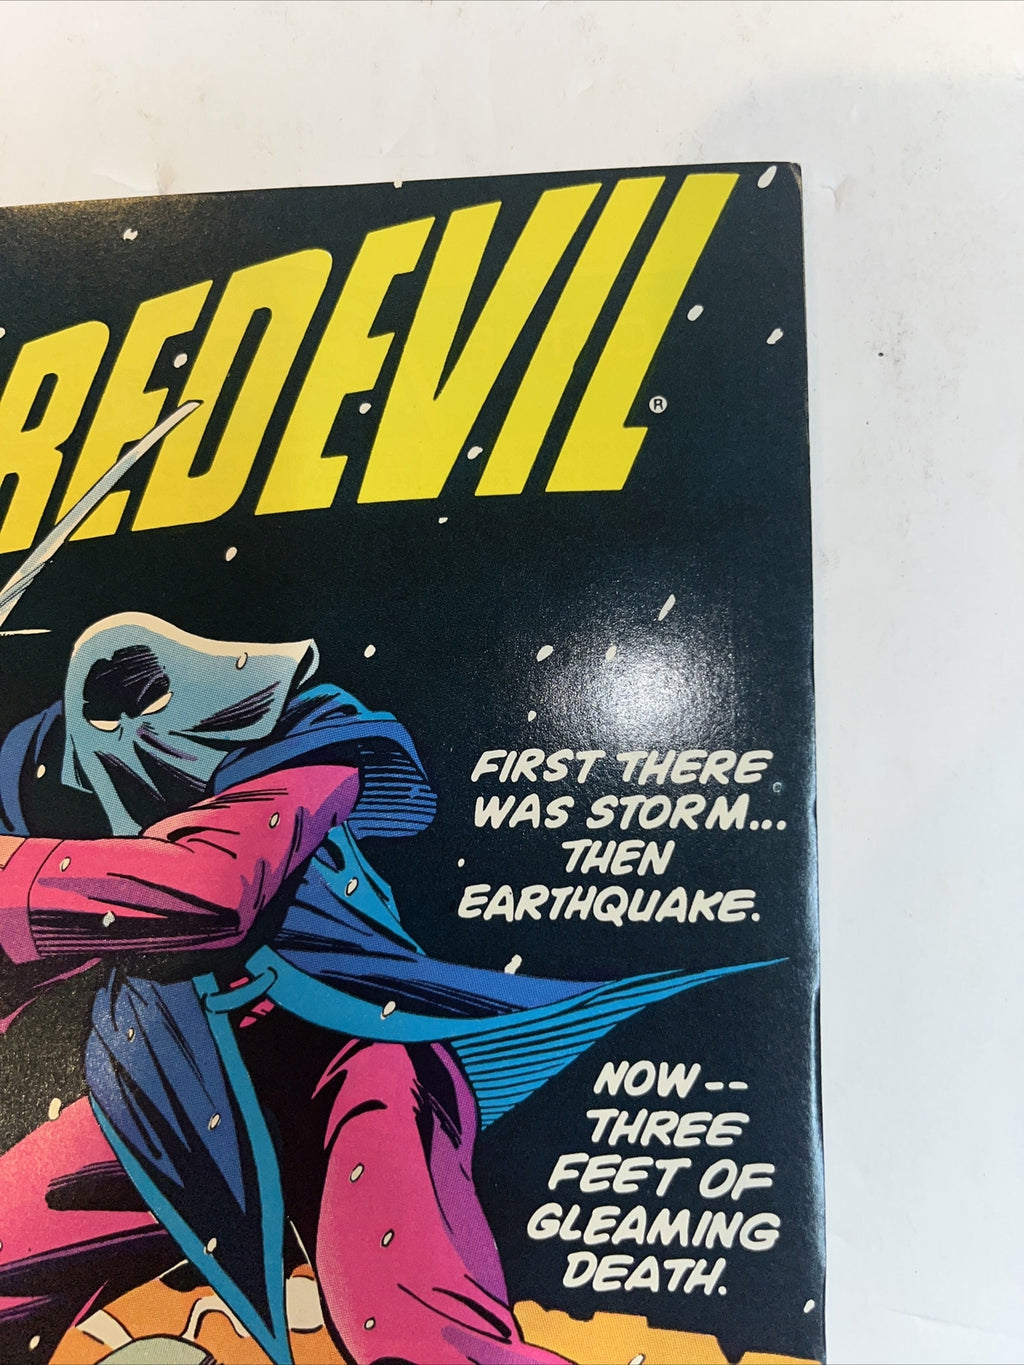 REDEVIL
®
FIRST THERE
WAS STORM...
THEN
EARTHQUAKE.
NOW--
THREE
FEET OF
GLEAMING
DEATH.